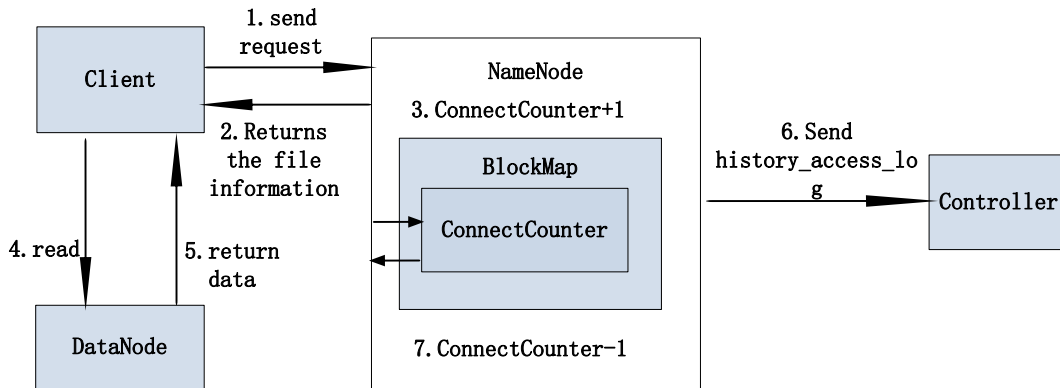 1.send
request
Client
NameNode
3.ConnectCounter+1
2.Returns
the file
information
BlockMap
ConnectCounter
6.Send
history_access_lo
g
Controller
4.read
5.return
data
DataNode
7.ConnectCounter-1